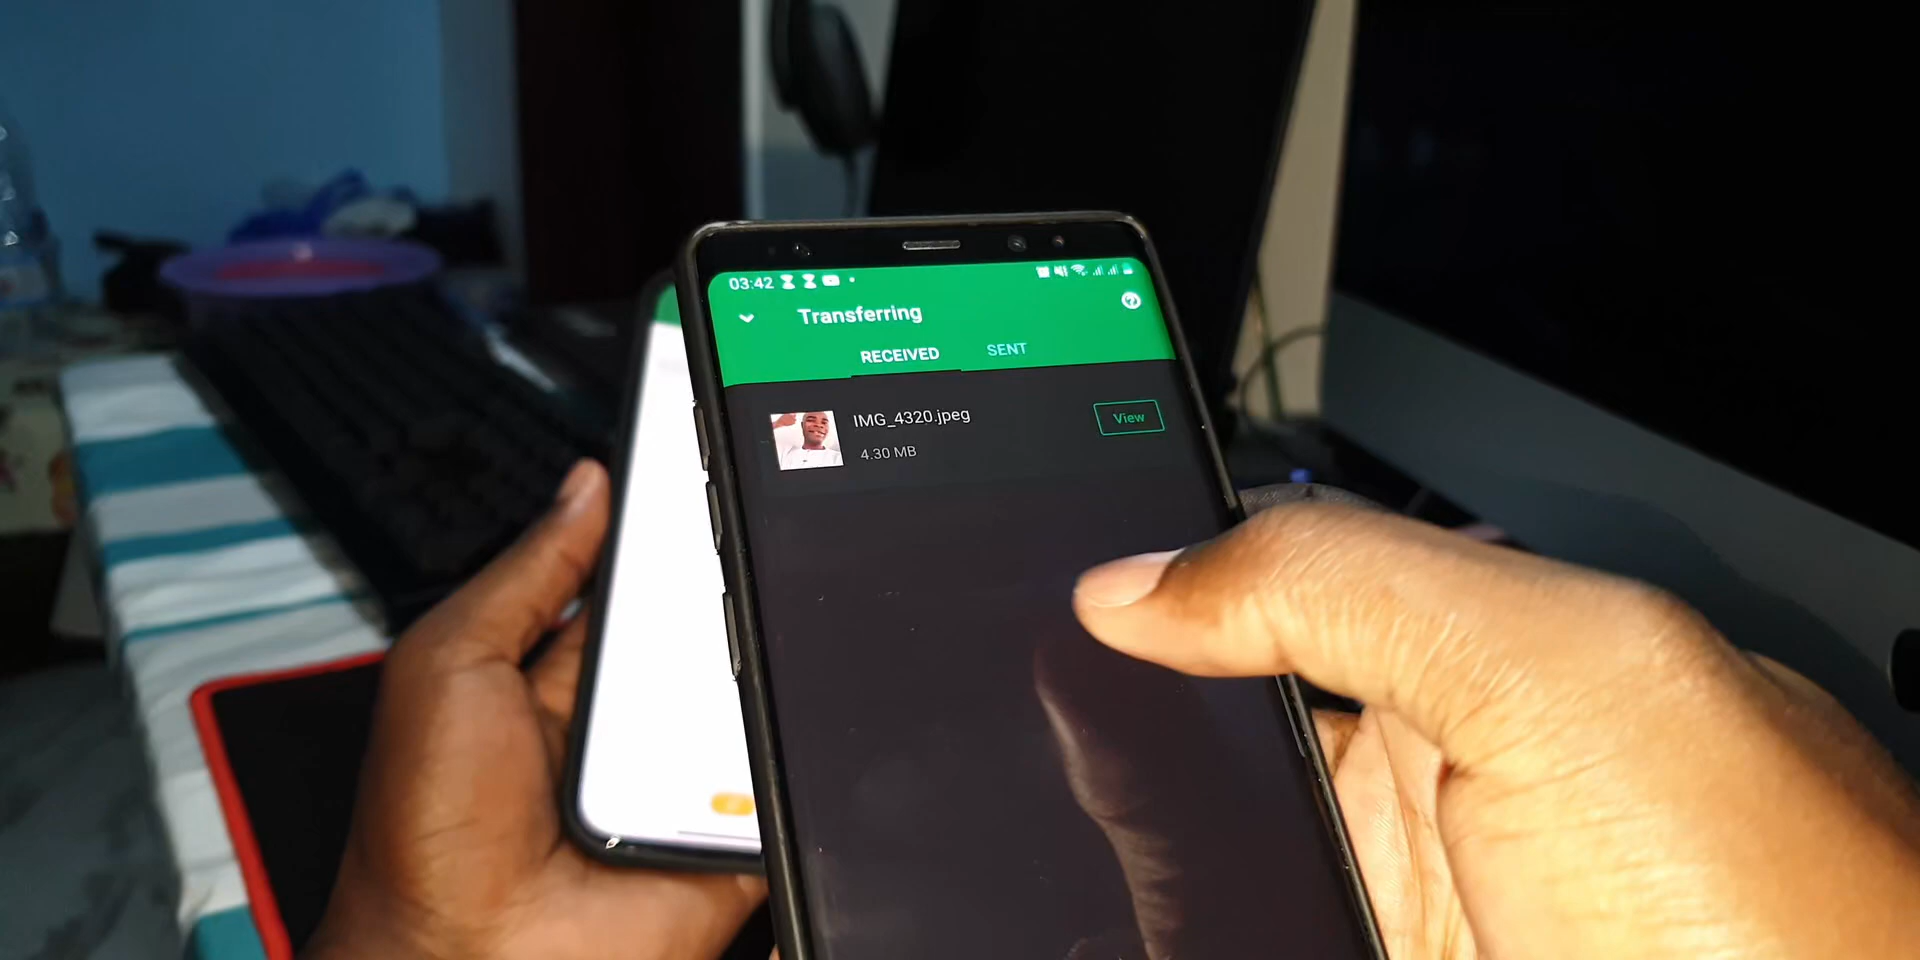 03:42
Transferring
RECEIVED SENT
IMG_4320.jpeg
View
4.30 MB